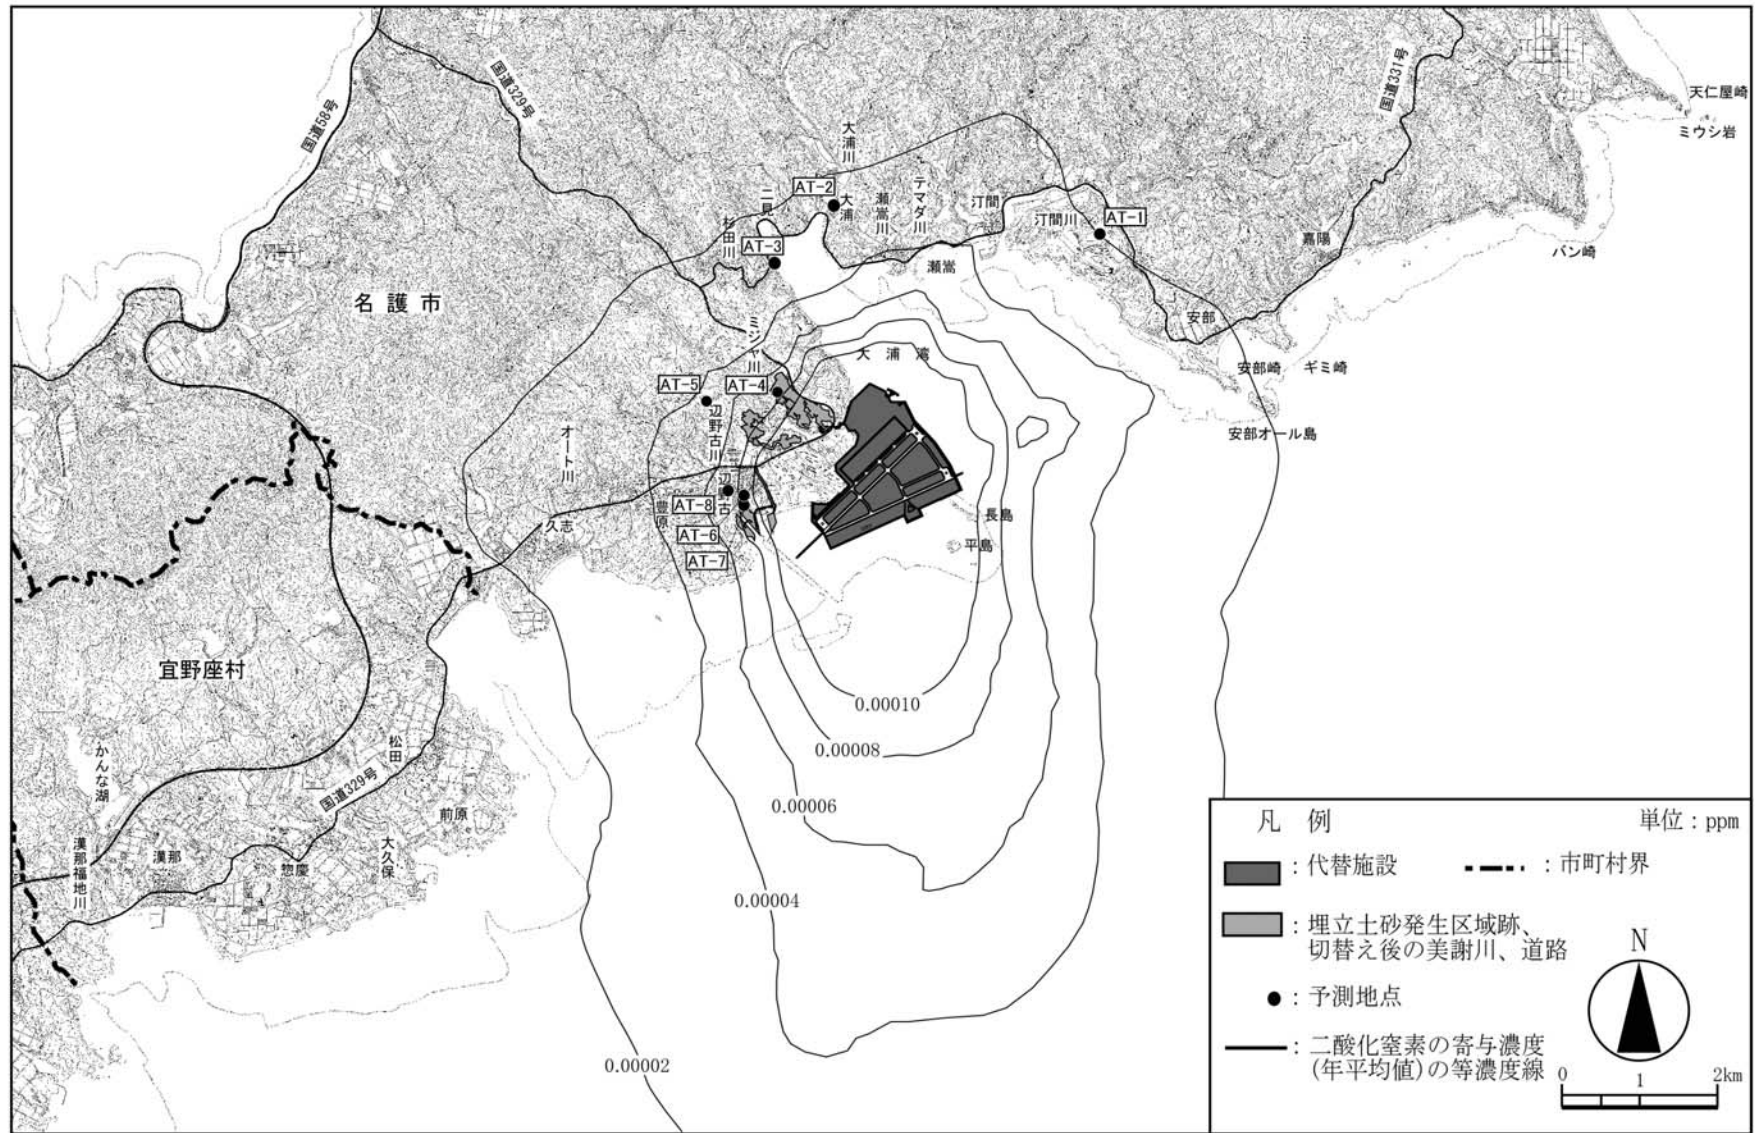 国道58号
国道329号
国道331号
天仁屋崎
ミウシ岩
バン崎
大浦川
AT-2
大浦
二見
杉田川
AT-3
瀬嵩川
テマダ川
汀間
汀間川
AT-1
嘉陽
瀬嵩
安部
安部崎
ギミ崎
安部オール島
名護市
ミジャ川
大浦湾
AT-5
AT-4
辺野古川
オート川
辺野古
AT-8
豊原
AT-6
AT-7
久志
長島
平島
宜野座村
0.00010
0.00008
0.00006
0.00004
0.00002
かんな湖
松田
国道329号
前原
漢那福地川
漢那
惣慶
大久保
凡 例
単位：ppm
：代替施設
：市町村界
：埋立土砂発生区域跡、
切替え後の美謝川、道路
：予測地点
：二酸化窒素の寄与濃度
(年平均値)の等濃度線
N
0 1 2km